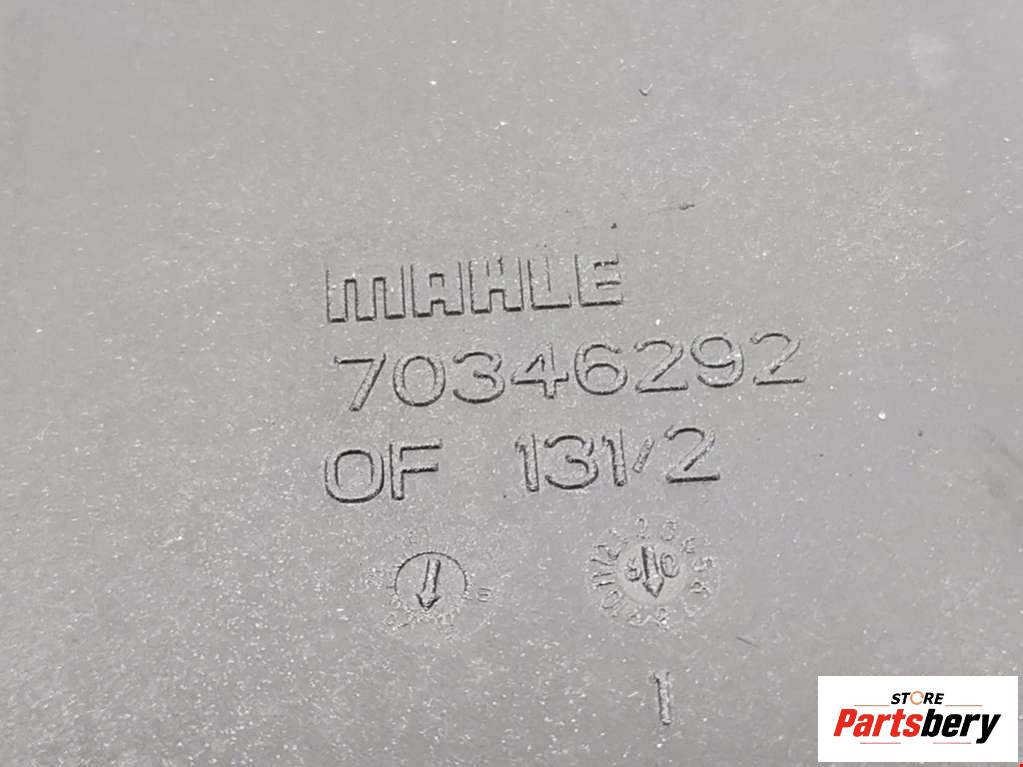 MAHLE
70346292
OF 131/2
1
STORE
Partsbery